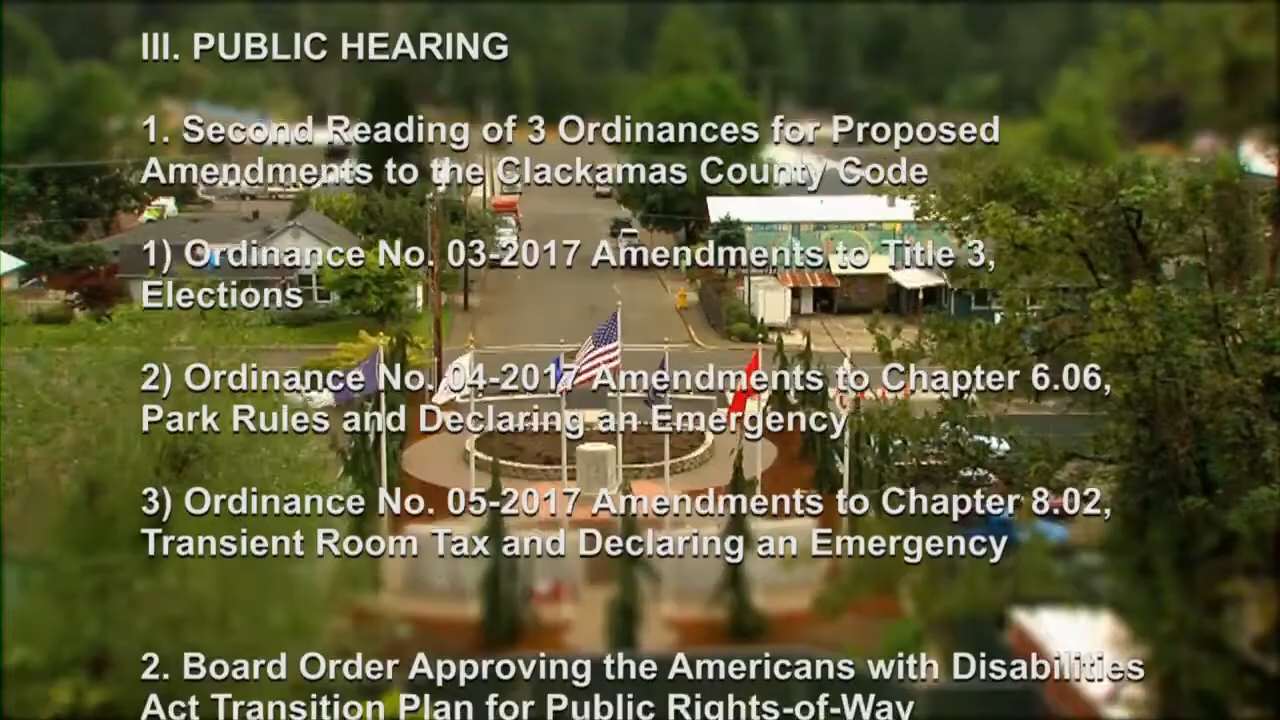 III. PUBLIC HEARING
1. Second Reading of 3 Ordinances for Proposed
Amendments to the Clackamas County Code
1) Ordinance No. 03-2017 Amendments to Title 3,
Elections
2) Ordinance No. 04-2017 Amendments to Chapter 6.06,
Park Rules and Declaring an Emergency
3) Ordinance No. 05-2017 Amendments to Chapter 8.02,
Transient Room Tax and Declaring an Emergency
2. Board Order Approving the Americans with Disabilities
Act Transition Plan for Public Rights-of-Way